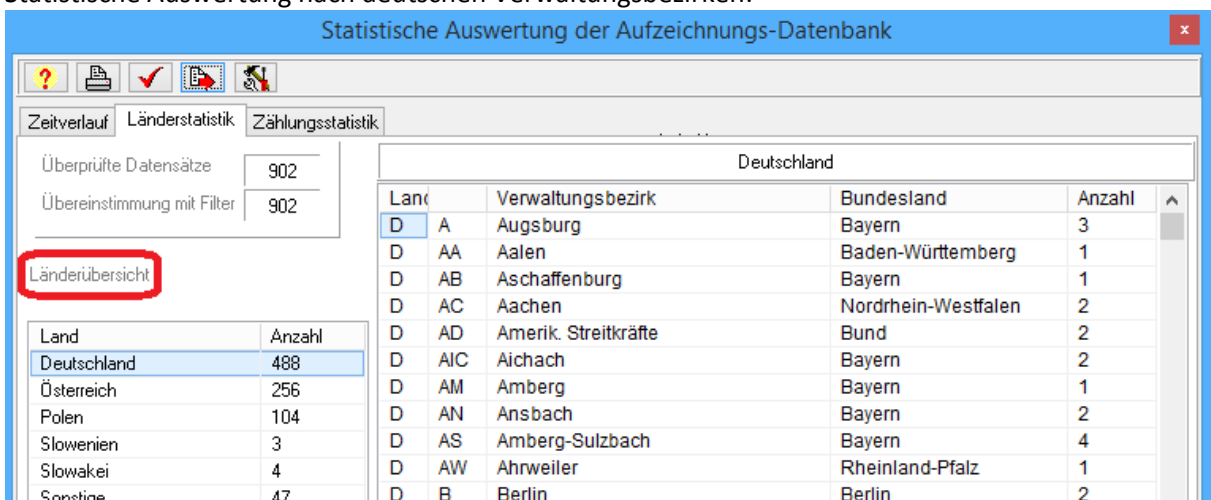 Statistische Auswertung nach deutschen Verwaltungsbezirken:
Statistische Auswertung der Aufzeichnungs-Datenbank x
?
Zeitverlauf Länderstatistik Zählungsstatistik
Überprüfte Datensätze 902
Übereinstimmung mit Filter 902
Länderübersicht
Land Anzahl
Deutschland 488
Österreich 256
Polen 104
Slowenien 3
Slowakei 4
Sonstige 47
Deutschland
Land Verwaltungsbezirk Bundesland Anzahl
D A Augsburg Bayern 3
D AA Aalen Baden-Württemberg 1
D AB Aschaffenburg Bayern 1
D AC Aachen Nordrhein-Westfalen 2
D AD Amerik. Streitkräfte Bund 2
D AIC Aichach Bayern 2
D AM Amberg Bayern 1
D AN Ansbach Bayern 2
D AS Amberg-Sulzbach Bayern 4
D AW Ahrweiler Rheinland-Pfalz 1
D B Berlin Berlin 2